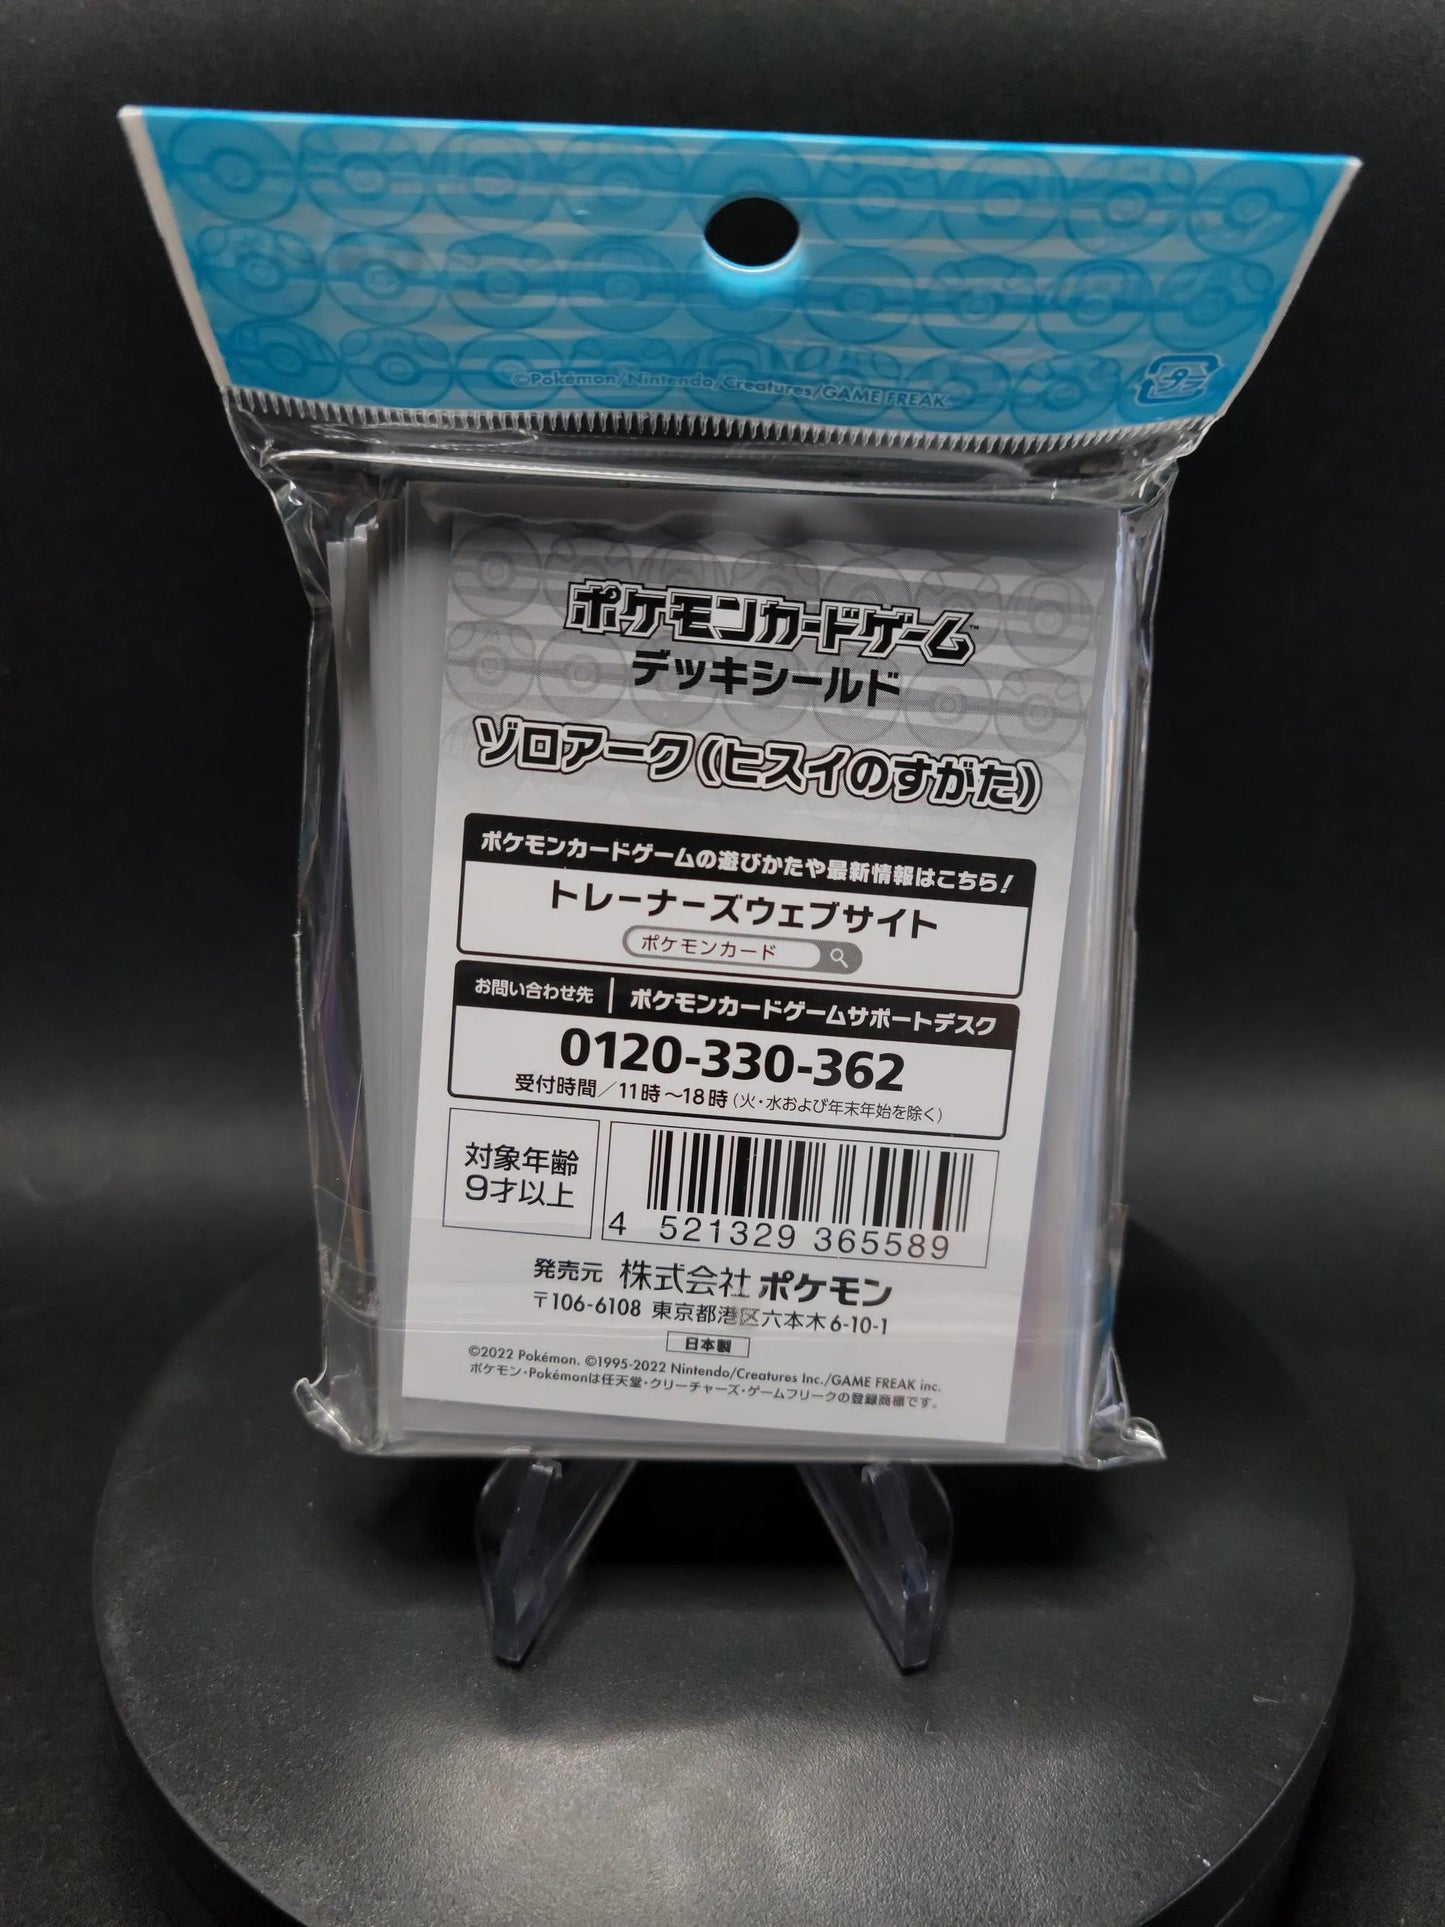 ©Pokémon/Nintendo/Creatures/GAME FREAK.
プラ
ポケモンカードゲーム™
デッキシールド
ゾロアーク(ヒスイのすがた)
ポケモンカードゲームの遊びかたや最新情報はこちら!
トレーナーズウェブサイト
ポケモンカード
お問い合わせ先 | ポケモンカードゲームサポートデスク
0120-330-362
受付時間/11時~18時(火・水および年末年始を除く)
対象年齢
9才以上
4 521329 365589
発売元 株式会社ポケモン
〒106-6108 東京都港区六本木6-10-1
日本製
©2022 Pokémon. ©1995-2022 Nintendo/Creatures Inc./GAME FREAK inc.
ポケモン・Pokémonは任天堂・クリーチャーズ・ゲームフリークの登録商標です。